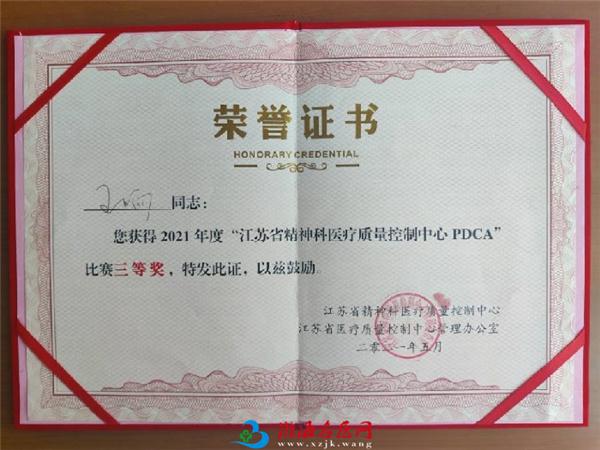 荣誉证书
HONORARY CREDENTIAL
同志：
您获得 2021 年度“江苏省精神科医疗质量控制中心 PDCA”
比赛三等奖，特发此证，以兹鼓励。
江苏省精神科医疗质量控制中心
江苏省医疗质量控制中心管理办公室
二零二一年五月
www.xzjk.wang